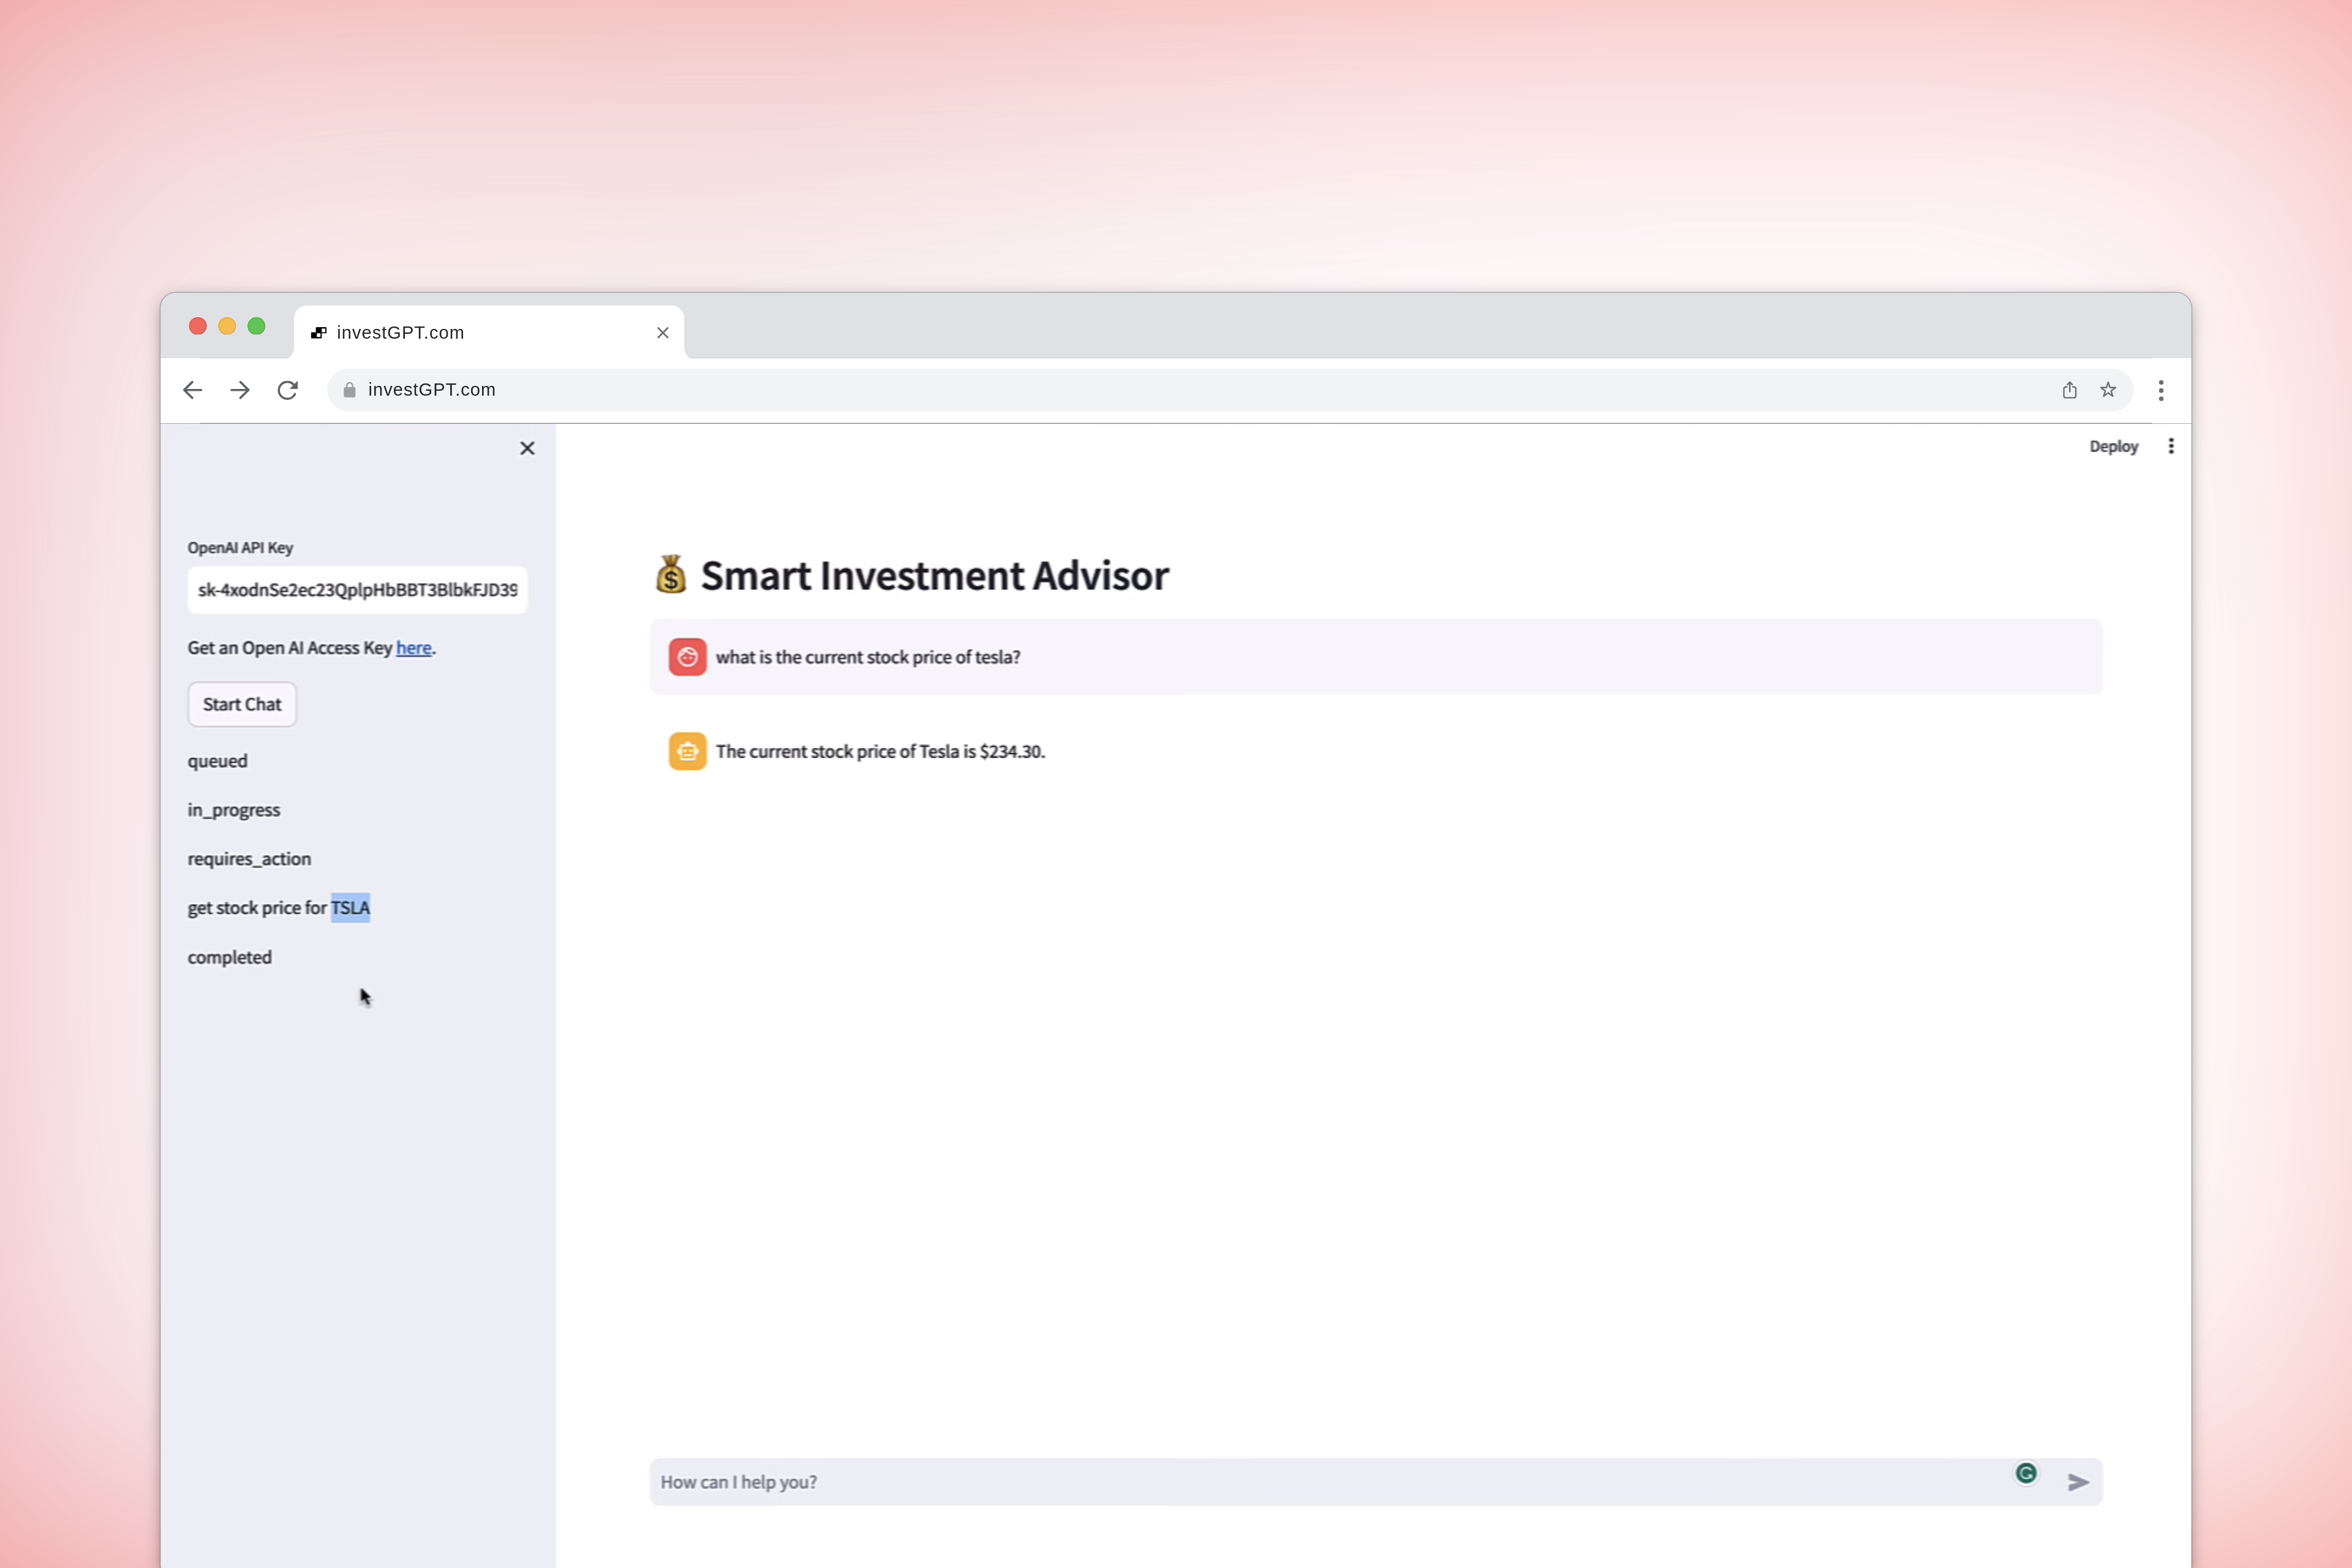 investGPT.com
investGPT.com
Deploy
OpenAI API Key
sk-4xodnSe2ec23QplpHbBBT3BlbkFJD39
Get an Open AI Access Key here.
Start Chat
queued
in_progress
requires_action
get stock price for TSLA
completed
Smart Investment Advisor
what is the current stock price of tesla?
The current stock price of Tesla is $234.30.
How can I help you?